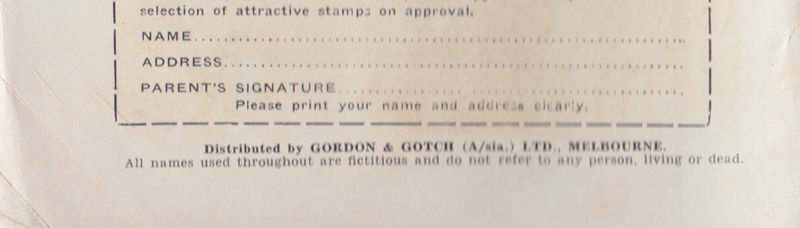 selection of attractive stamps on approval.
NAME..................................................
ADDRESS..................................................
PARENT'S SIGNATURE..................................................
Please print your name and address clearly.
Distributed by GORDON & GOTCH (A/sia.) LTD., MELBOURNE.
All names used throughout are fictitious and do not refer to any person, living or dead.